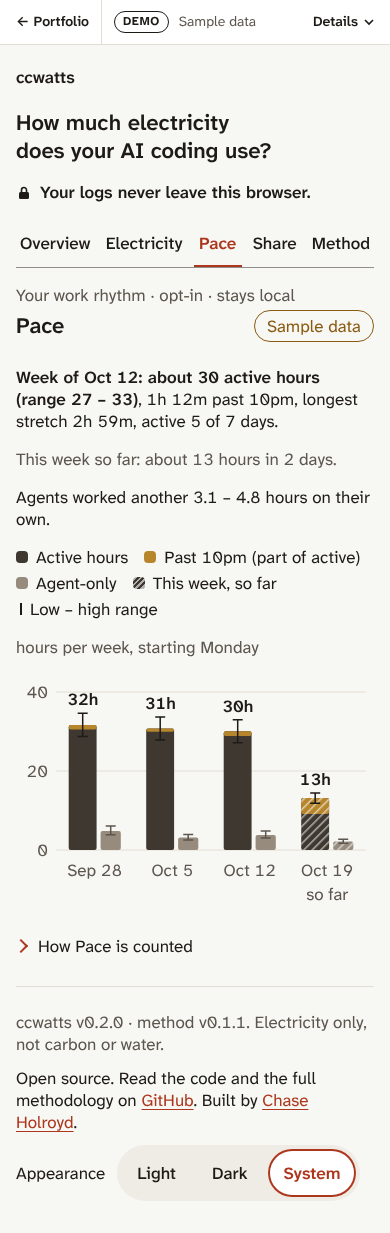 ← Portfolio DEMO Sample data Details
ccwatts
How much electricity
does your AI coding use?
Your logs never leave this browser.
Overview Electricity Pace Share Method
Your work rhythm · opt-in · stays local
Pace Sample data
Week of Oct 12: about 30 active hours
(range 27 – 33), 1h 12m past 10pm, longest
stretch 2h 59m, active 5 of 7 days.
This week so far: about 13 hours in 2 days.
Agents worked another 3.1 – 4.8 hours on their
own.
Active hours Past 10pm (part of active)
Agent-only This week, so far
Low – high range
hours per week, starting Monday
40 32h 31h 30h
20 13h
0
Sep 28 Oct 5 Oct 12 Oct 19
so far
How Pace is counted
ccwatts v0.2.0 · method v0.1.1. Electricity only,
not carbon or water.
Open source. Read the code and the full
methodology on GitHub. Built by Chase
Holroyd.
Appearance Light Dark System